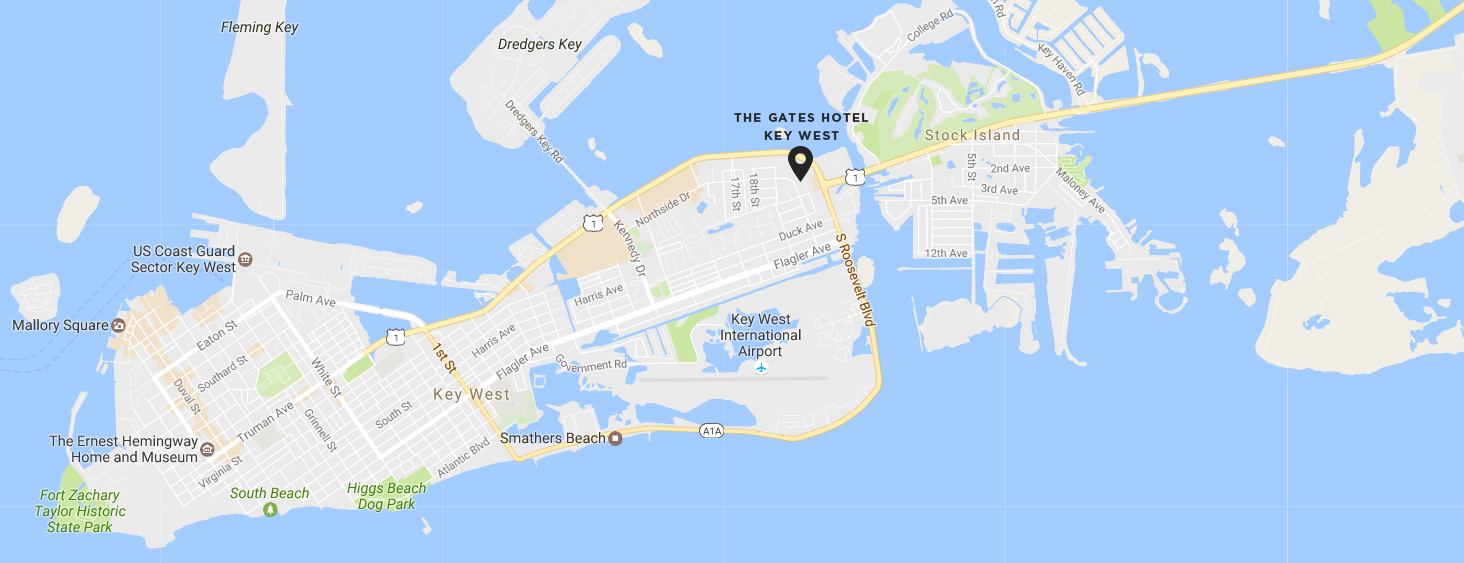 Fleming Key
Dredgers Key
College Rd
Rd
Key Haven Rd
Dredgers Key Rd
THE GATES HOTEL
KEY WEST
Stock Island
1
5th St
2nd Ave
3rd Ave
Maloney Ave
5th Ave
12th Ave
17th St
18th St
Northside Dr
1
Kennedy Dr
Duck Ave
Flagler Ave
S Roosevelt Blvd
US Coast Guard
Sector Key West
Palm Ave
Harris Ave
Mallory Square
Eaton St
1
1st St
Harris Ave
Flagler Ave
Key West
International
Airport
Government Rd
Southard St
White St
Duval St
Key West
Truman Ave
Grinnell St
South St
The Ernest Hemingway
Home and Museum
Virginia St
Atlantic Blvd
Smathers Beach
A1A
Fort Zachary
Taylor Historic
State Park
South Beach
Higgs Beach
Dog Park